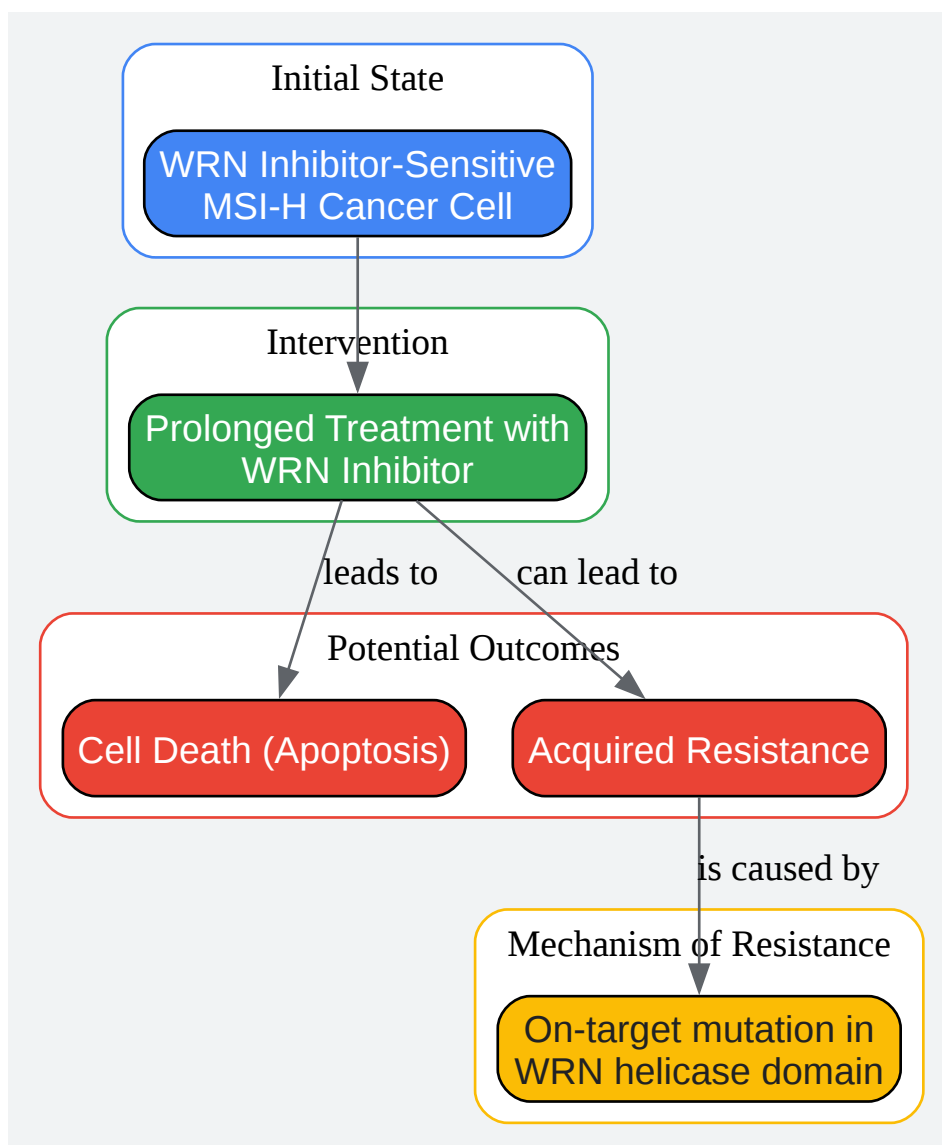 Initial State
WRN Inhibitor-Sensitive
MSI-H Cancer Cell
Intervention
Prolonged Treatment with
WRN Inhibitor
leads to
can lead to
Potential Outcomes
Cell Death (Apoptosis)
Acquired Resistance
is caused by
Mechanism of Resistance
On-target mutation in
WRN helicase domain